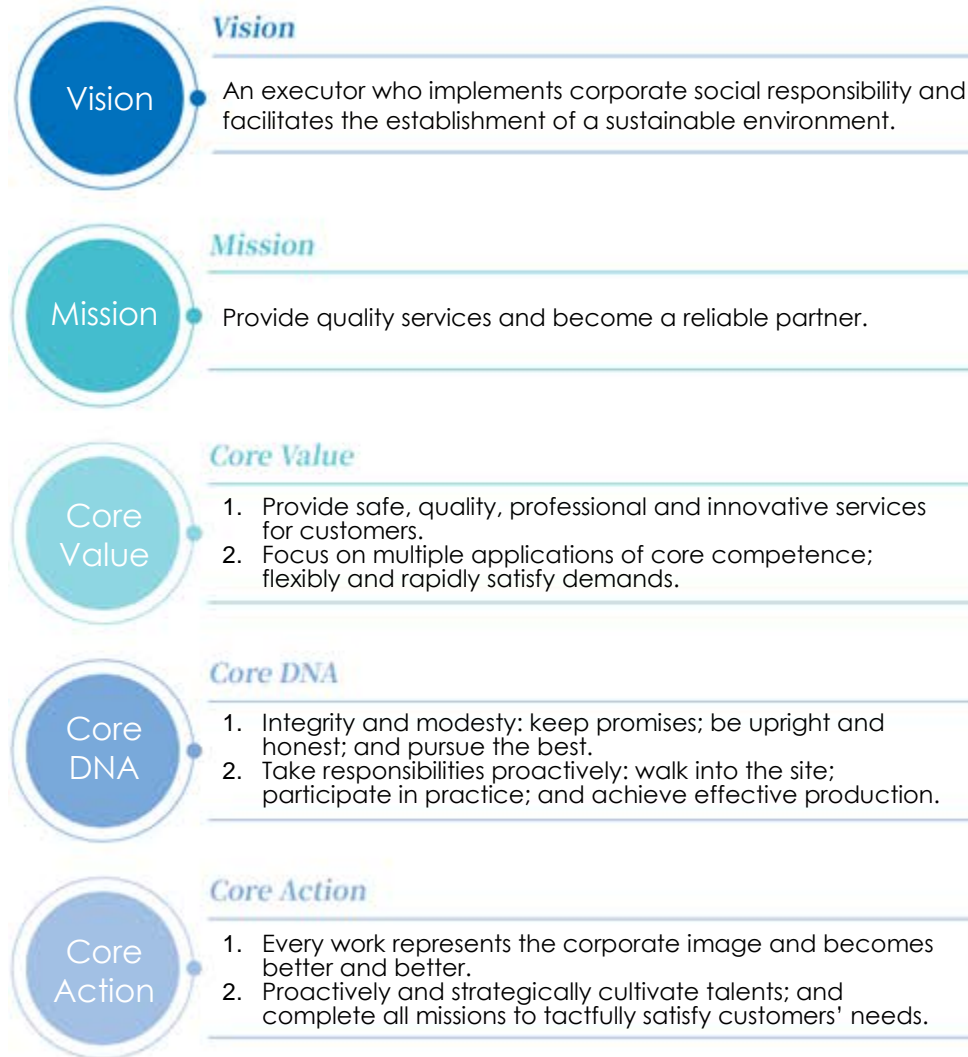 Vision
Vision
An executor who implements corporate social responsibility and
facilitates the establishment of a sustainable environment.
Mission
Mission
Provide quality services and become a reliable partner.
Core Value
Core
Value
1. Provide safe, quality, professional and innovative services
for customers.
2. Focus on multiple applications of core competence;
flexibly and rapidly satisfy demands.
Core DNA
Core
DNA
1. Integrity and modesty: keep promises; be upright and
honest; and pursue the best.
2. Take responsibilities proactively: walk into the site;
participate in practice; and achieve effective production.
Core Action
Core
Action
1. Every work represents the corporate image and becomes
better and better.
2. Proactively and strategically cultivate talents; and
complete all missions to tactfully satisfy customers’ needs.